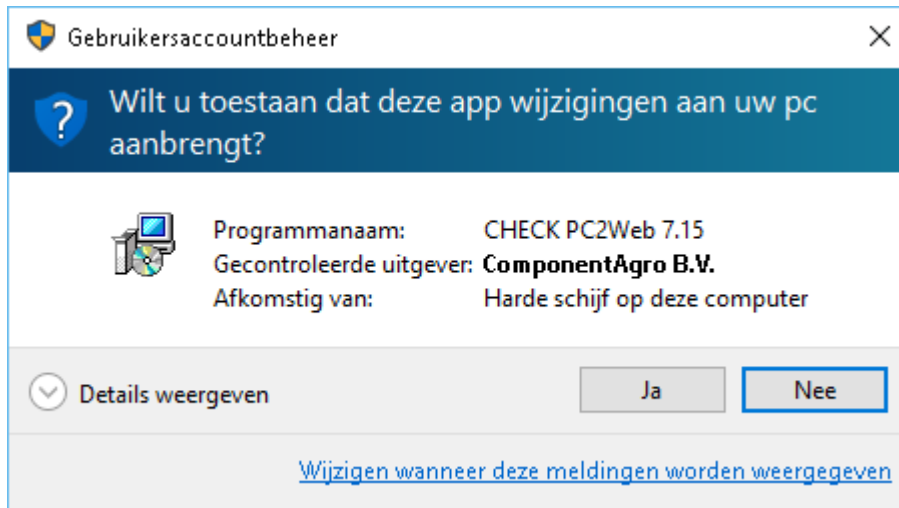 Gebruikersaccountbeheer
Wilt u toestaan dat deze app wijzigingen aan uw pc
aanbrengt?
Programmanaam: CHECK PC2Web 7.15
Gecontroleerde uitgever: ComponentAgro B.V.
Afkomstig van: Harde schijf op deze computer
Details weergeven Ja Nee
Wijzigen wanneer deze meldingen worden weergegeven